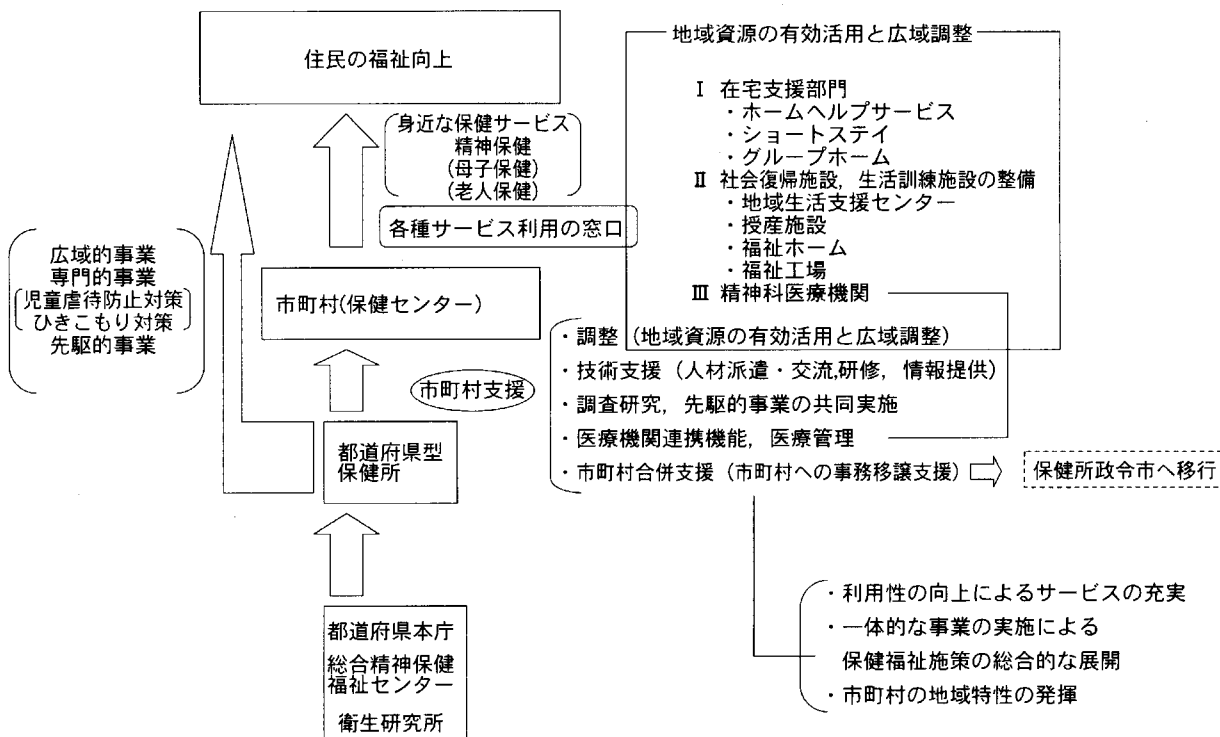 住民の福祉向上
身近な保健サービス
精神保健
(母子保健)
(老人保健)
各種サービス利用の窓口
広域的事業
専門的事業
児童虐待防止対策
ひきこもり対策
先駆的事業
市町村(保健センター)
市町村支援
都道府県型
保健所
都道府県本庁
総合精神保健
福祉センター
衛生研究所
地域資源の有効活用と広域調整
Ⅰ 在宅支援部門
・ホームヘルプサービス
・ショートステイ
・グループホーム
Ⅱ 社会復帰施設，生活訓練施設の整備
・地域生活支援センター
・授産施設
・福祉ホーム
・福祉工場
Ⅲ 精神科医療機関
・調整（地域資源の有効活用と広域調整）
・技術支援（人材派遣・交流,研修，情報提供）
・調査研究，先駆的事業の共同実施
・医療機関連携機能，医療管理
・市町村合併支援（市町村への事務移譲支援）
保健所政令市へ移行
・利用性の向上によるサービスの充実
・一体的な事業の実施による
保健福祉施策の総合的な展開
・市町村の地域特性の発揮